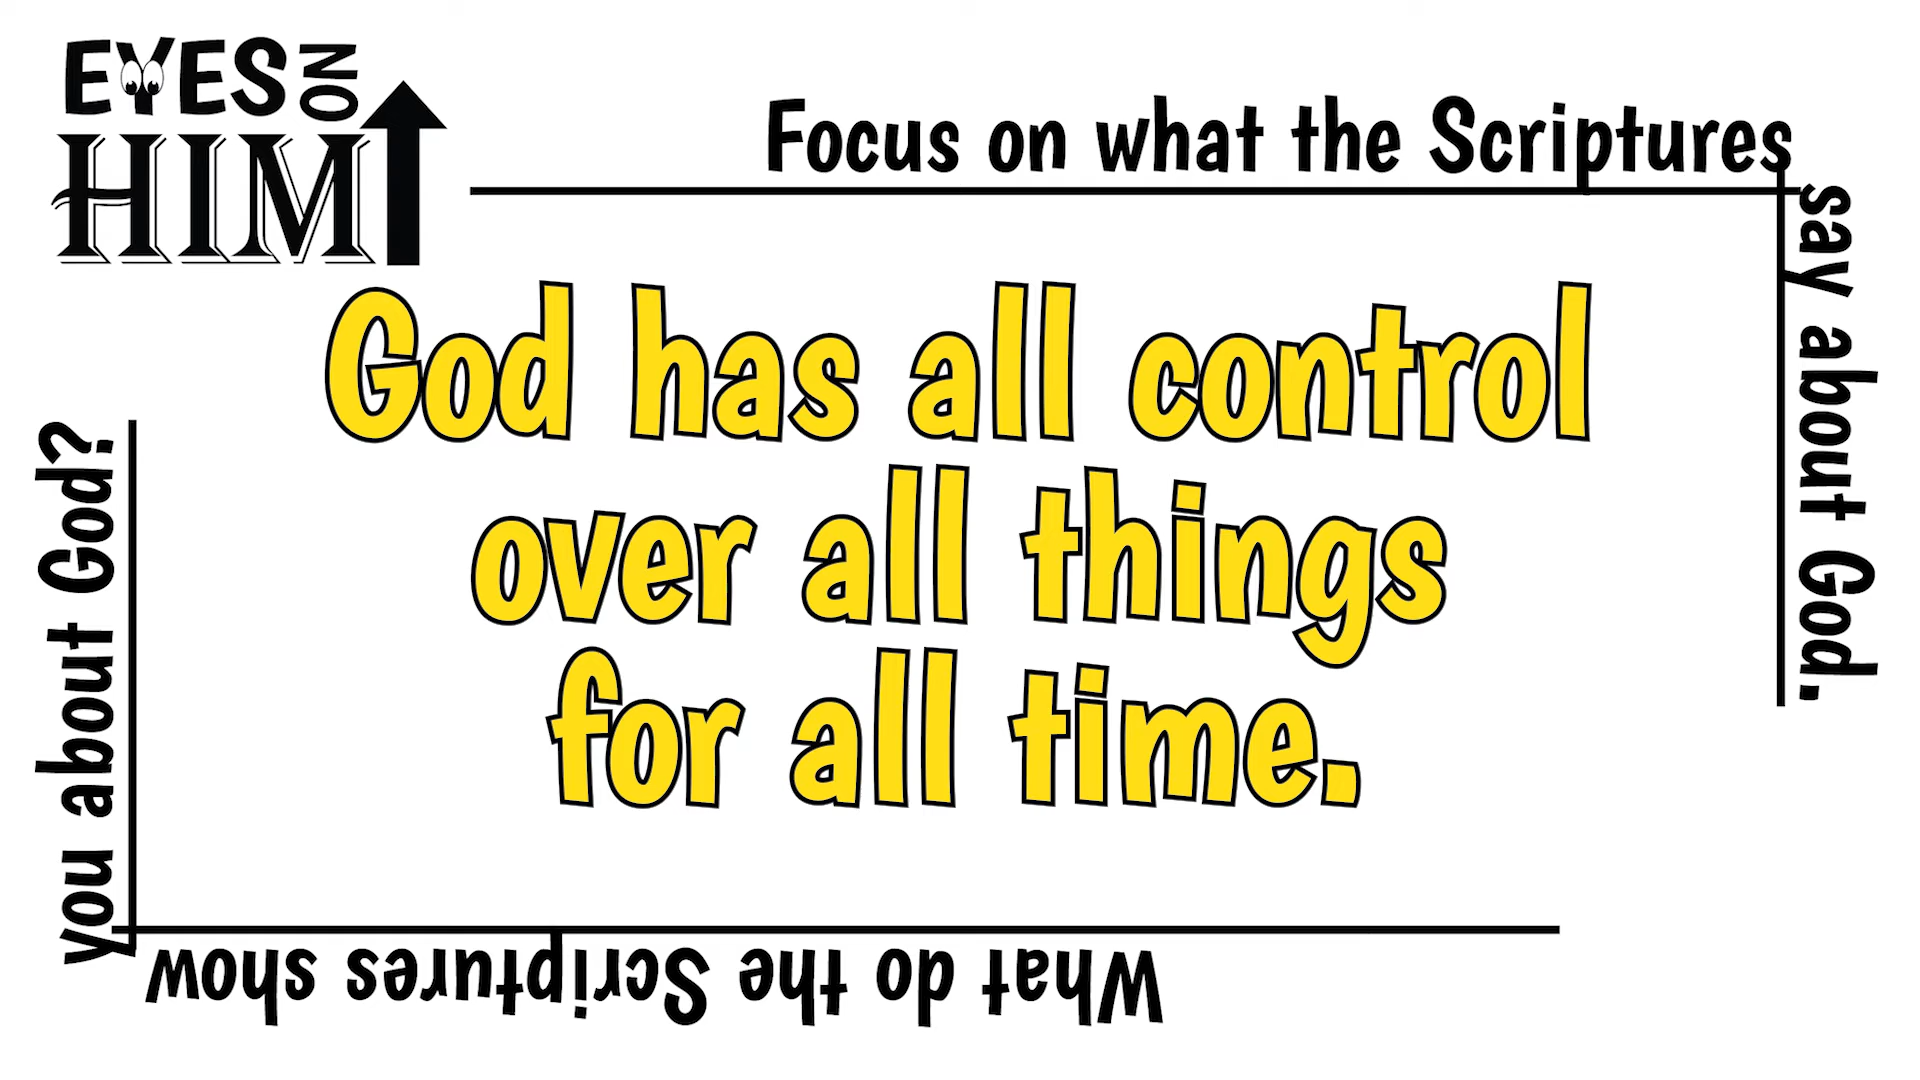 EYES ON
HIM
Focus on what the Scriptures
say about God.
God has all control
over all things
for all time.
What do the Scriptures show
you about God?